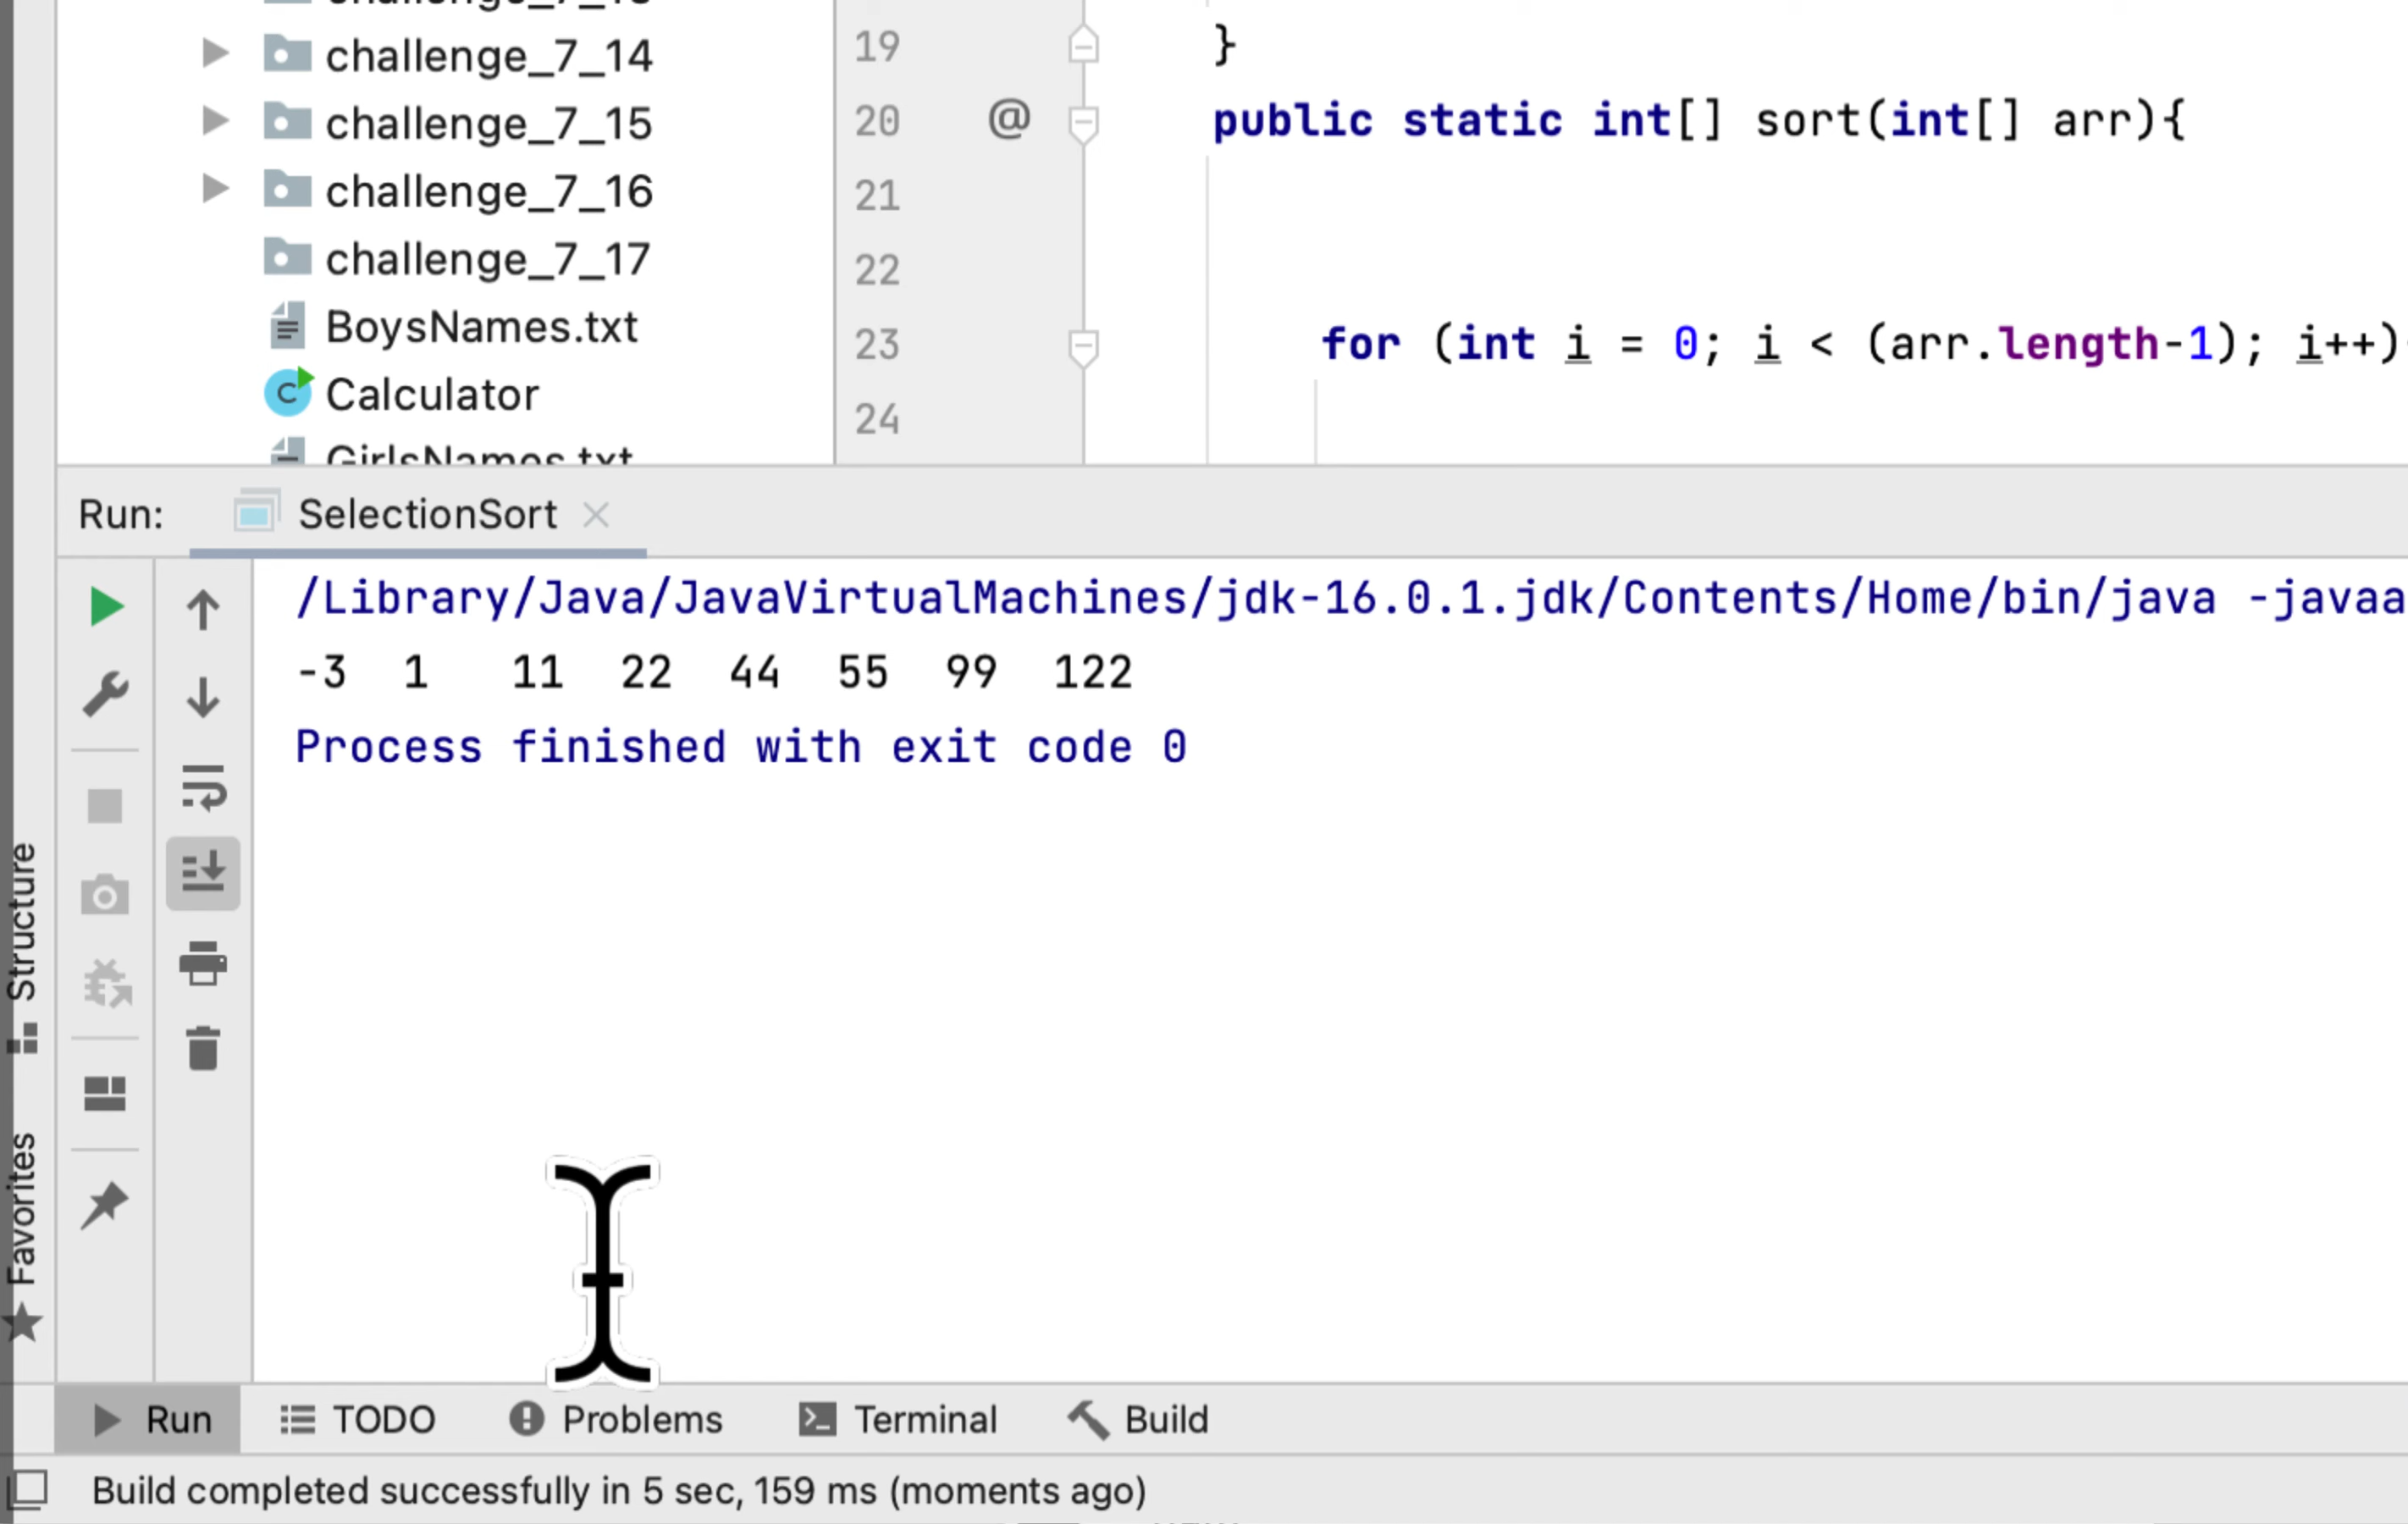 challenge_7_14
challenge_7_15
challenge_7_16
challenge_7_17
BoysNames.txt
Calculator
GirlsNames.txt
19 }
20 @ public static int[] sort(int[] arr){
21
22
23 for (int i = 0; i < (arr.length-1); i++)
24
Run: SelectionSort
/Library/Java/JavaVirtualMachines/jdk-16.0.1.jdk/Contents/Home/bin/java -javaa
-3 1 11 22 44 55 99 122
Process finished with exit code 0
Structure
Favorites
Run TODO Problems Terminal Build
Build completed successfully in 5 sec, 159 ms (moments ago)